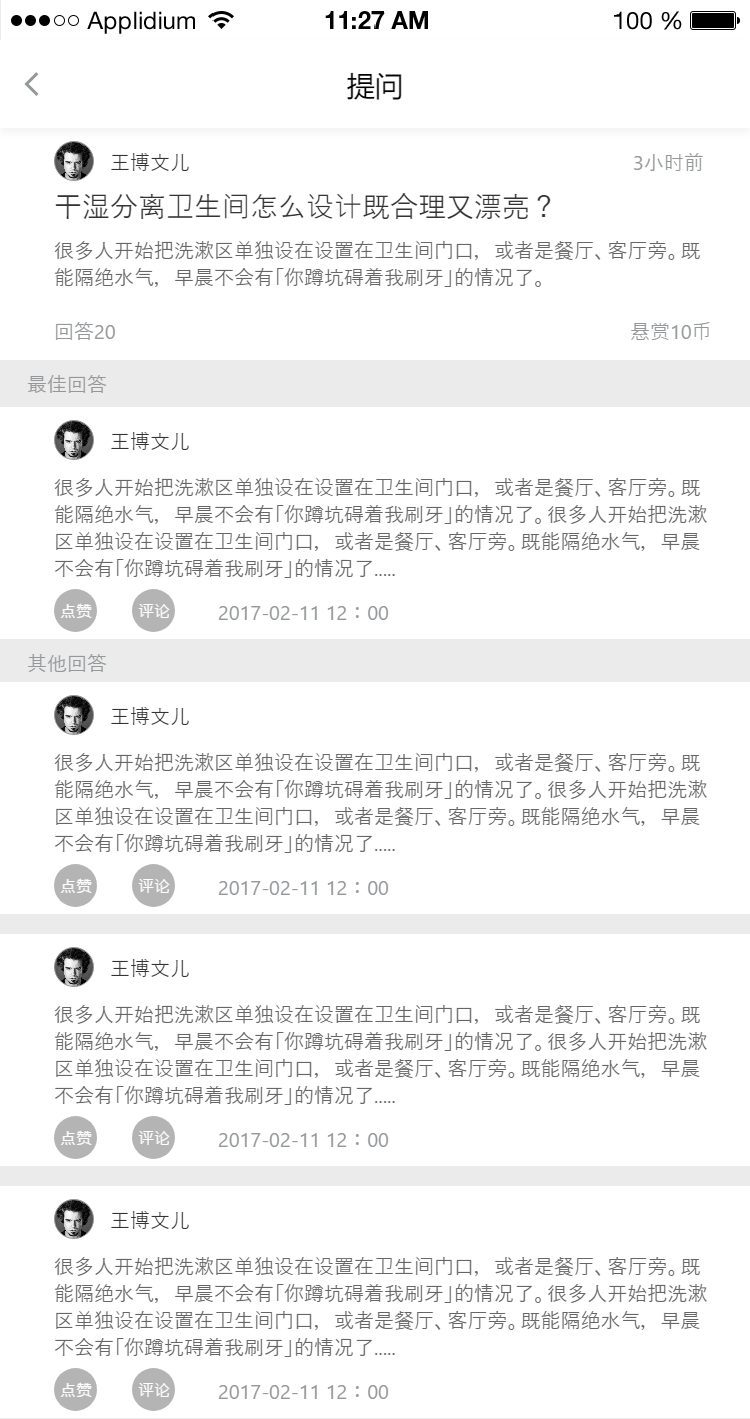 Applidium 11:27 AM 100 %
提问
王博文儿 3小时前
干湿分离卫生间怎么设计既合理又漂亮？
很多人开始把洗漱区单独设在设置在卫生间门口，或者是餐厅、客厅旁。既
能隔绝水气，早晨不会有「你蹲坑碍着我刷牙」的情况了。
回答20 悬赏10币
最佳回答
王博文儿
很多人开始把洗漱区单独设在设置在卫生间门口，或者是餐厅、客厅旁。既
能隔绝水气，早晨不会有「你蹲坑碍着我刷牙」的情况了。很多人开始把洗漱
区单独设在设置在卫生间门口，或者是餐厅、客厅旁。既能隔绝水气，早晨
不会有「你蹲坑碍着我刷牙」的情况了.....
点赞 评论 2017-02-11 12：00
其他回答
王博文儿
很多人开始把洗漱区单独设在设置在卫生间门口，或者是餐厅、客厅旁。既
能隔绝水气，早晨不会有「你蹲坑碍着我刷牙」的情况了。很多人开始把洗漱
区单独设在设置在卫生间门口，或者是餐厅、客厅旁。既能隔绝水气，早晨
不会有「你蹲坑碍着我刷牙」的情况了.....
点赞 评论 2017-02-11 12：00
王博文儿
很多人开始把洗漱区单独设在设置在卫生间门口，或者是餐厅、客厅旁。既
能隔绝水气，早晨不会有「你蹲坑碍着我刷牙」的情况了。很多人开始把洗漱
区单独设在设置在卫生间门口，或者是餐厅、客厅旁。既能隔绝水气，早晨
不会有「你蹲坑碍着我刷牙」的情况了.....
点赞 评论 2017-02-11 12：00
王博文儿
很多人开始把洗漱区单独设在设置在卫生间门口，或者是餐厅、客厅旁。既
能隔绝水气，早晨不会有「你蹲坑碍着我刷牙」的情况了。很多人开始把洗漱
区单独设在设置在卫生间门口，或者是餐厅、客厅旁。既能隔绝水气，早晨
不会有「你蹲坑碍着我刷牙」的情况了.....
点赞 评论 2017-02-11 12：00